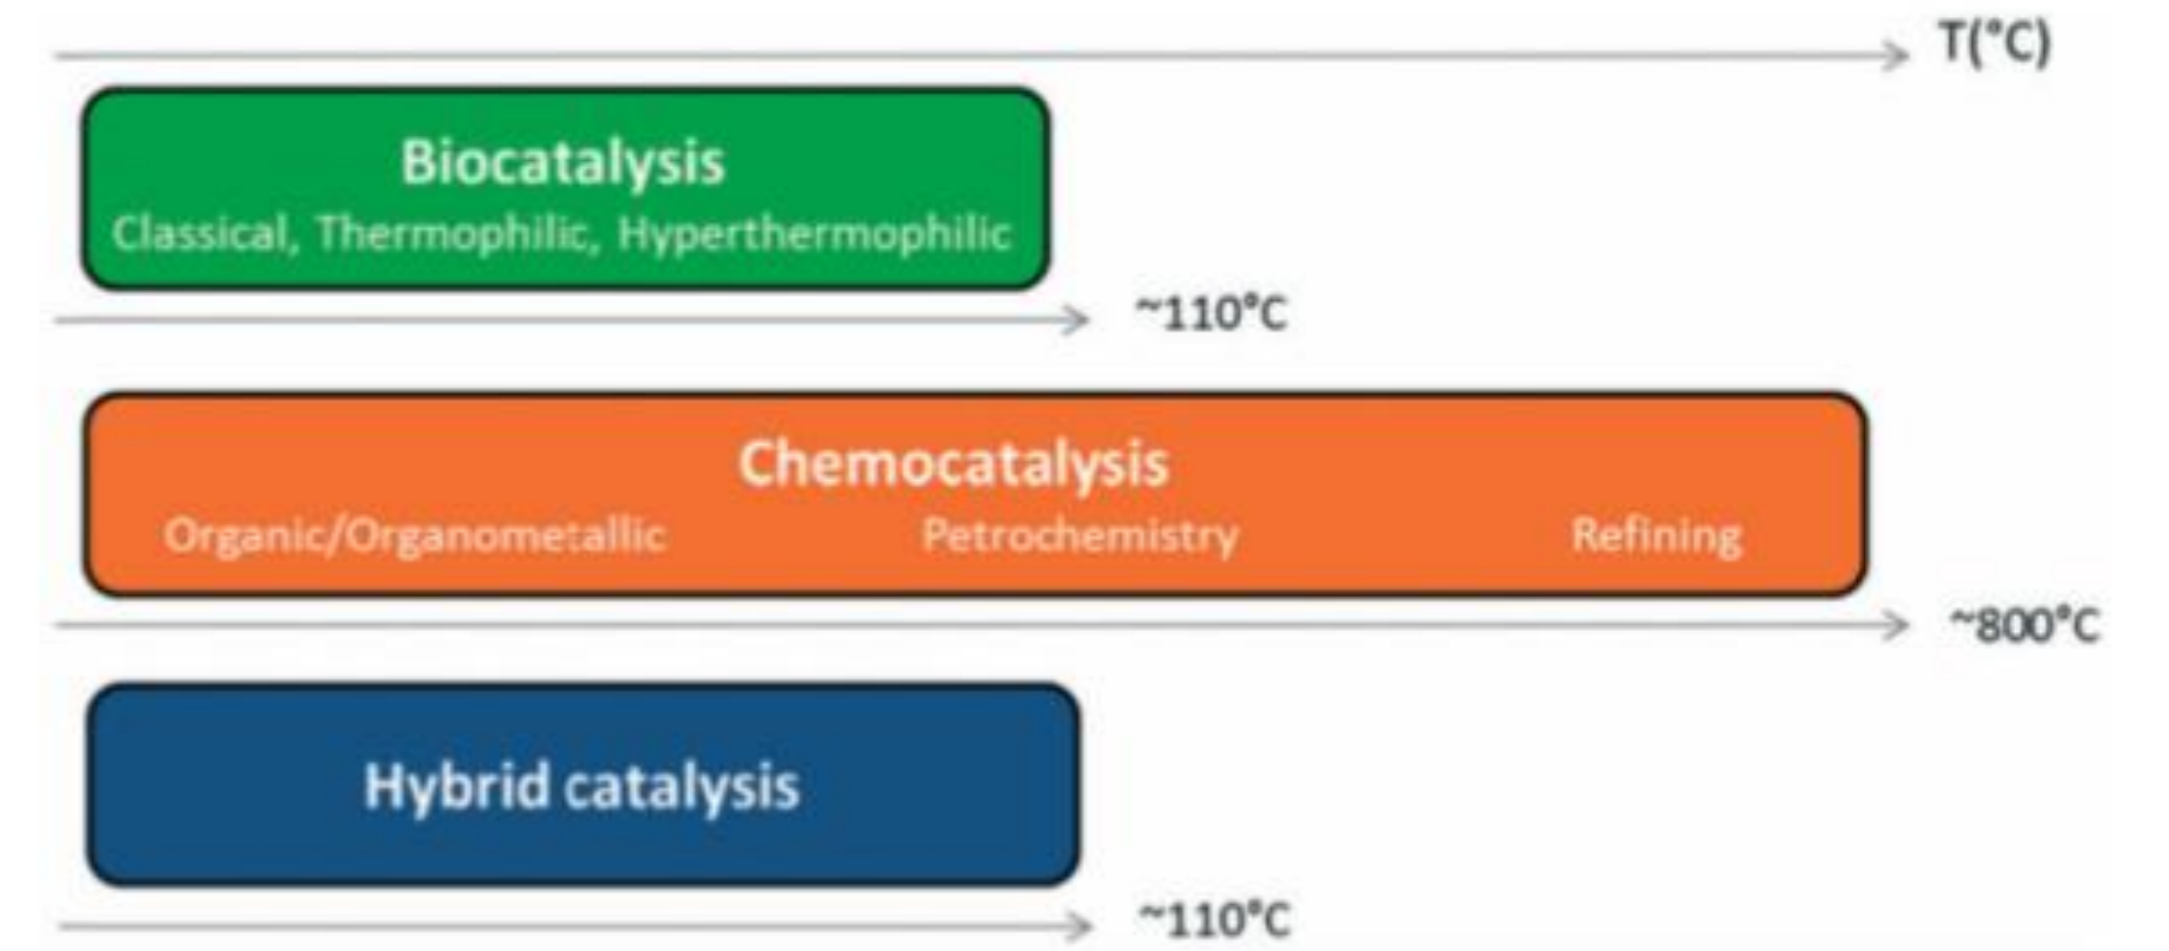 T(°C)
Biocatalysis
Classical, Thermophilic, Hyperthermophilic
~110°C
Chemocatalysis
Organic/Organometallic Petrochemistry Refining
~800°C
Hybrid catalysis
~110°C